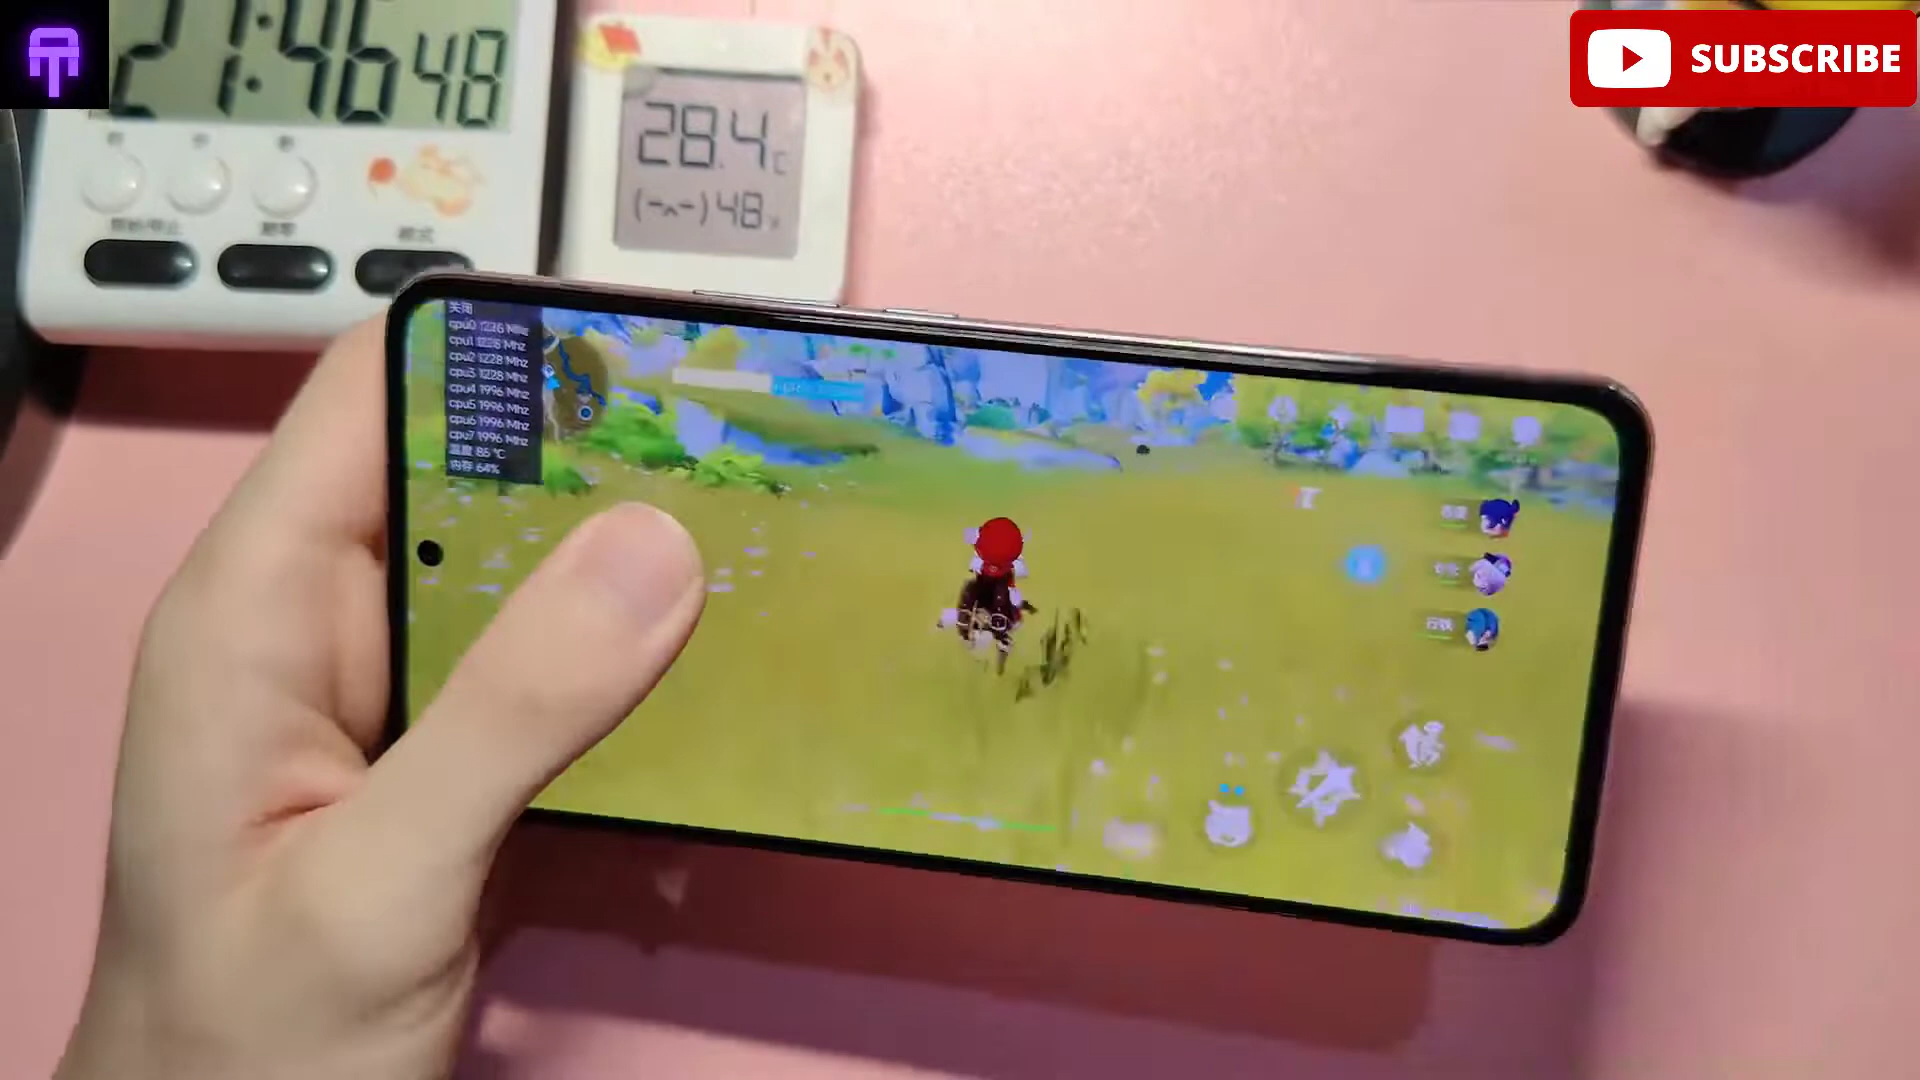 21:46 48
28.4 c
(-^-) 48 %
SUBSCRIBE
关闭
cpu0 1226 Mhz
cpu1 1228 Mhz
cpu2 1228 Mhz
cpu3 1228 Mhz
cpu4 1996 Mhz
cpu5 1996 Mhz
cpu6 1996 Mhz
cpu7 1996 Mhz
温度 86 °C
内存 64%